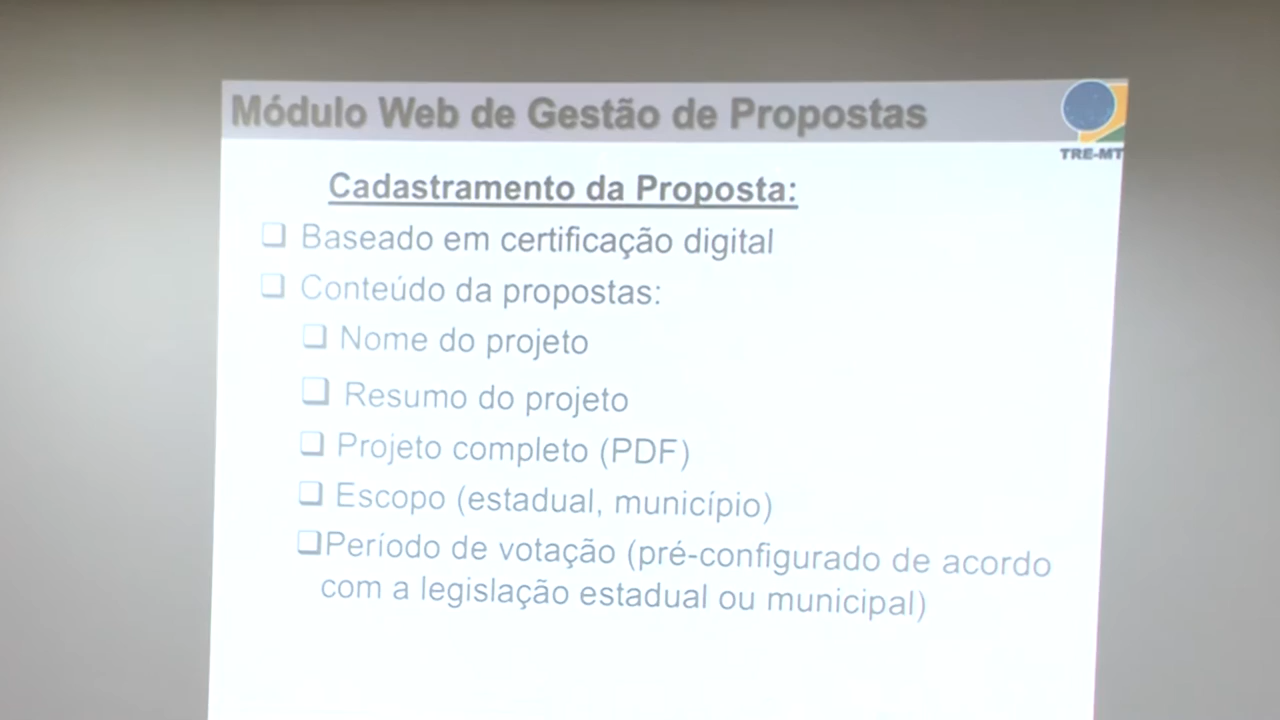 Módulo Web de Gestão de Propostas
TRE-MT
Cadastramento da Proposta:
Baseado em certificação digital
Conteúdo da propostas:
Nome do projeto
Resumo do projeto
Projeto completo (PDF)
Escopo (estadual, município)
Período de votação (pré-configurado de acordo
com a legislação estadual ou municipal)